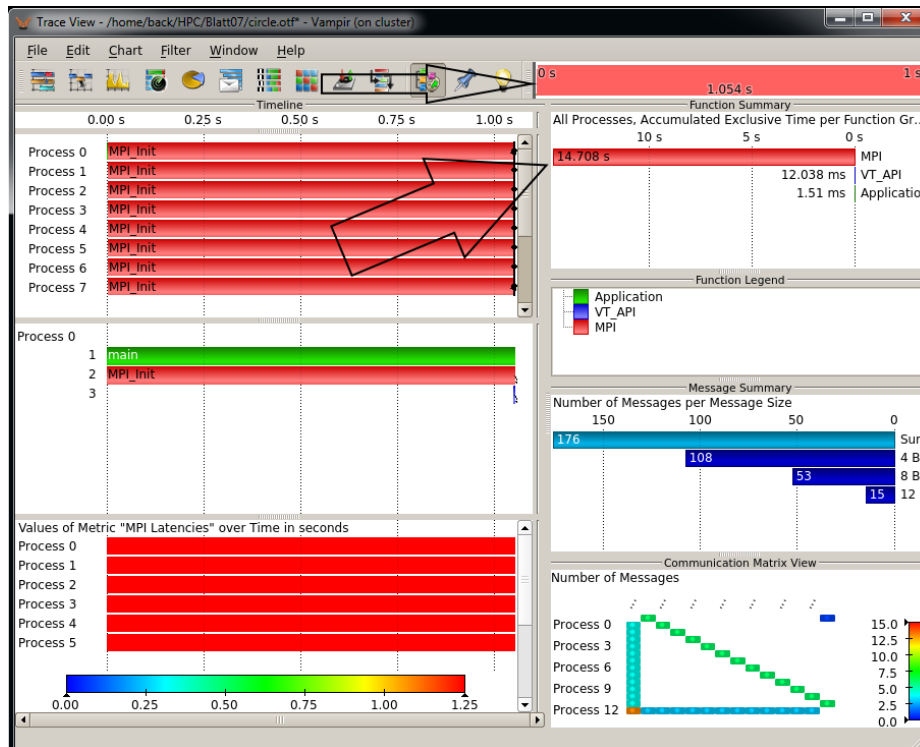 Trace View - /home/back/HPC/Blatt07/circle.otf* - Vampir (on cluster)
File Edit Chart Filter Window Help
0 s 1 s
1.054 s
Timeline
0.00 s 0.25 s 0.50 s 0.75 s 1.00 s
Process 0 MPI_Init
Process 1 MPI_Init
Process 2 MPI_Init
Process 3 MPI_Init
Process 4 MPI_Init
Process 5 MPI_Init
Process 6 MPI_Init
Process 7 MPI_Init
Process 0
1 main
2 MPI_Init
3
Values of Metric "MPI Latencies" over Time in seconds
Process 0
Process 1
Process 2
Process 3
Process 4
Process 5
0.00 0.25 0.50 0.75 1.00 1.25
Function Summary
All Processes, Accumulated Exclusive Time per Function Gr...
10 s 5 s 0 s
14.708 s MPI
12.038 ms VT_API
1.51 ms Applicatio
Function Legend
Application
VT_API
MPI
Message Summary
Number of Messages per Message Size
150 100 50 0
176 Sur
108 4 B
53 8 B
15 12
Communication Matrix View
Number of Messages
Process 0
Process 3
Process 6
Process 9
Process 12
15.0
12.5
10.0
7.5
5.0
2.5
0.0